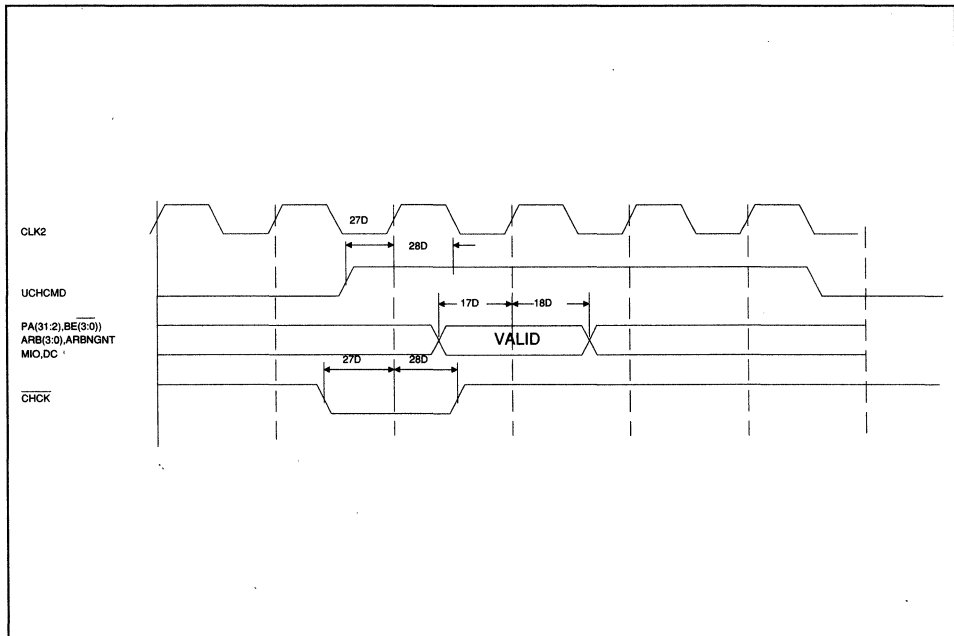 27D
CLK2
28D
UCHCMD
17D 18D
PA(31:2),BE(3:0))
ARB(3:0),ARBNGNT VALID
MIO,DC
27D 28D
CHCK